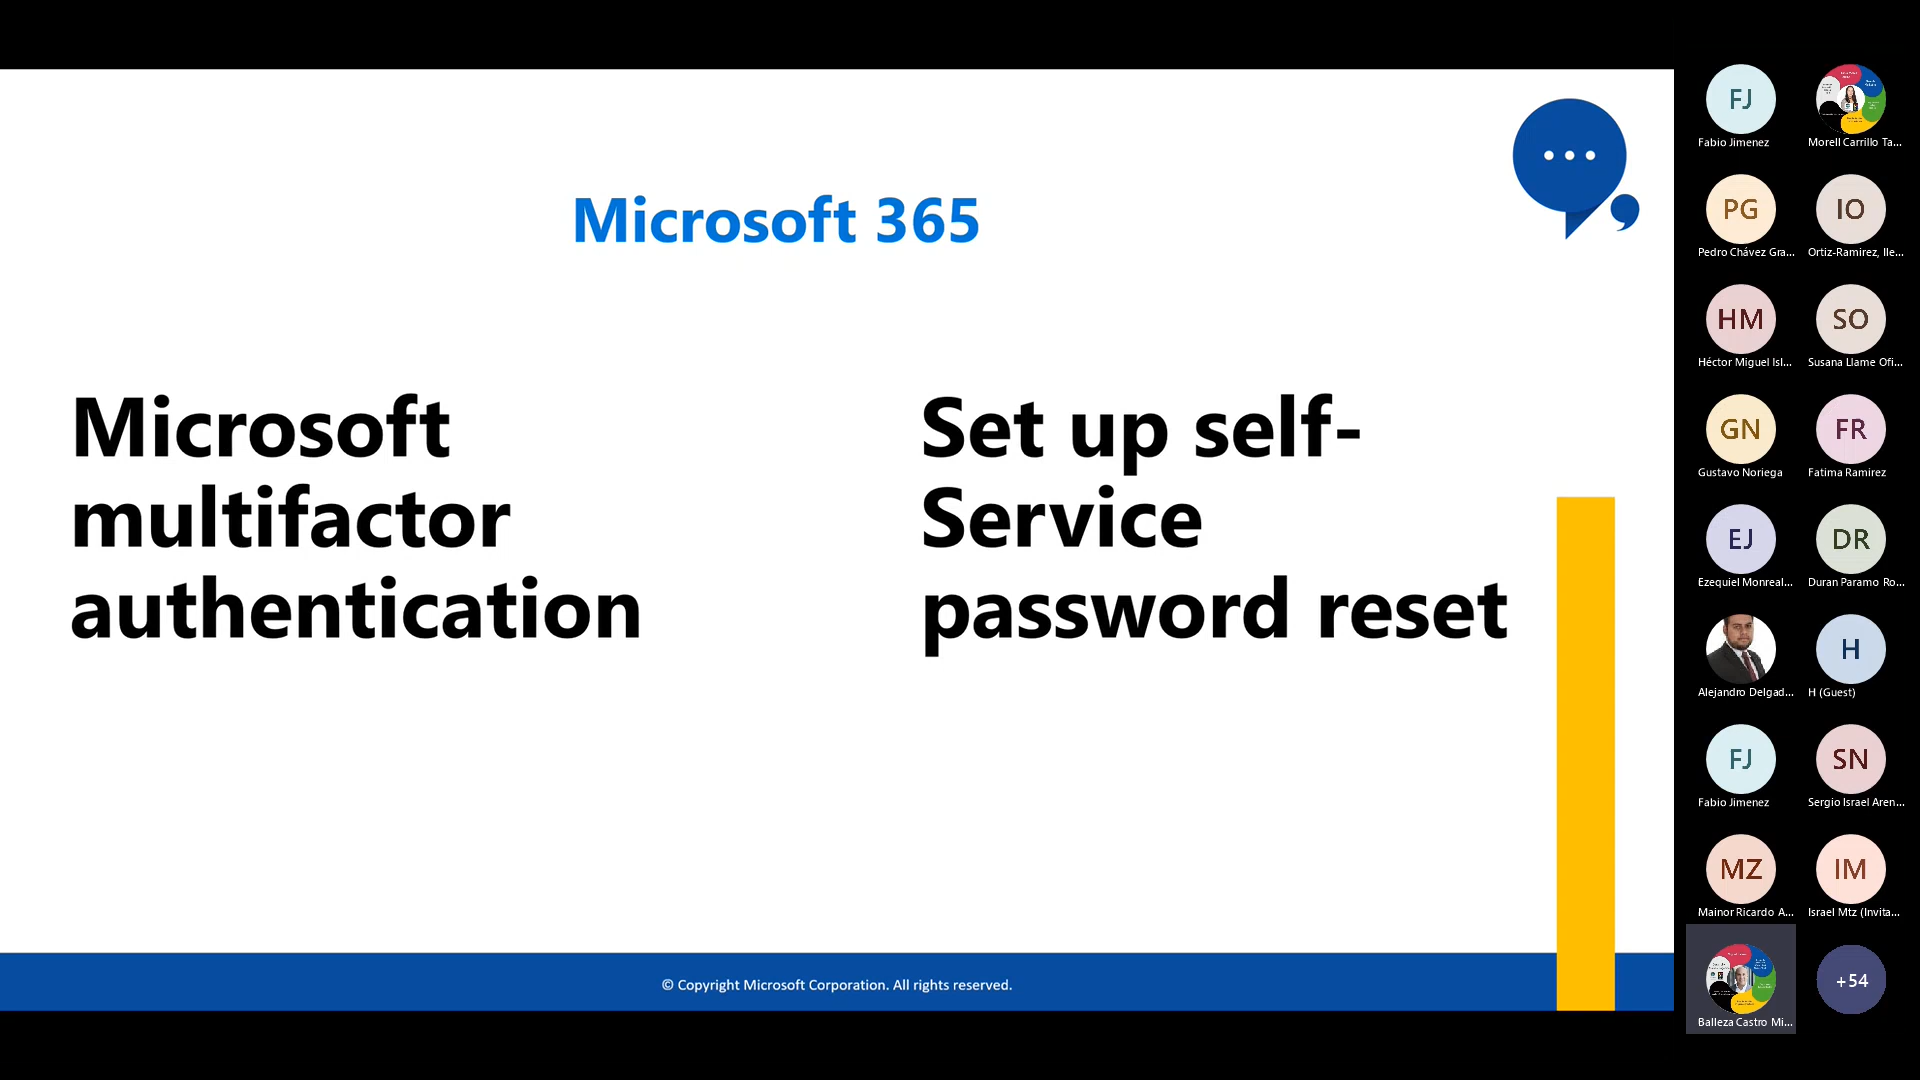 Microsoft 365
Microsoft
multifactor
authentication
Set up self-
Service
password reset
© Copyright Microsoft Corporation. All rights reserved.
FJ
Fabio Jimenez
Morell Carrillo Ta...
PG
Pedro Chávez Gra...
IO
Ortiz-Ramirez, Ile...
HM
Héctor Miguel Isl...
SO
Susana Llame Ofi...
GN
Gustavo Noriega
FR
Fatima Ramirez
EJ
Ezequiel Monreal...
DR
Duran Paramo Ro...
Alejandro Delgad...
H
H (Guest)
FJ
Fabio Jimenez
SN
Sergio Israel Aren...
MZ
Mainor Ricardo A...
IM
Israel Mtz (Invita...
Balleza Castro Mi...
+54